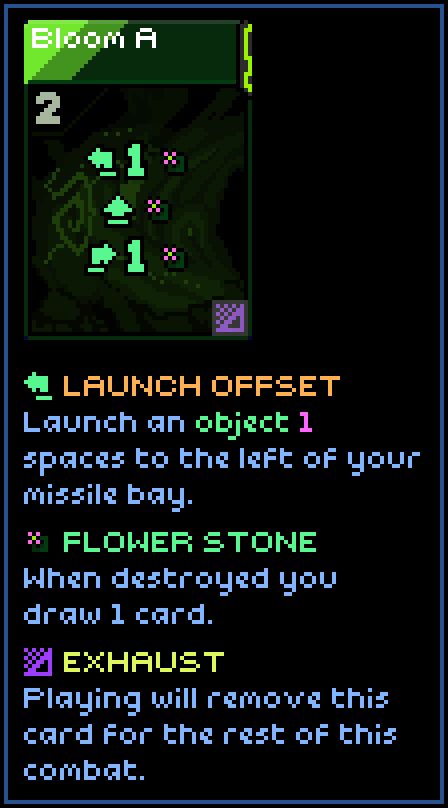 Bloom A
2
1
1
LAUNCH OFFSET
Launch an object 1
spaces to the left of your
missile bay.
FLOWER STONE
When destroyed you
draw 1 card.
EXHAUST
Playing will remove this
card for the rest of this
combat.